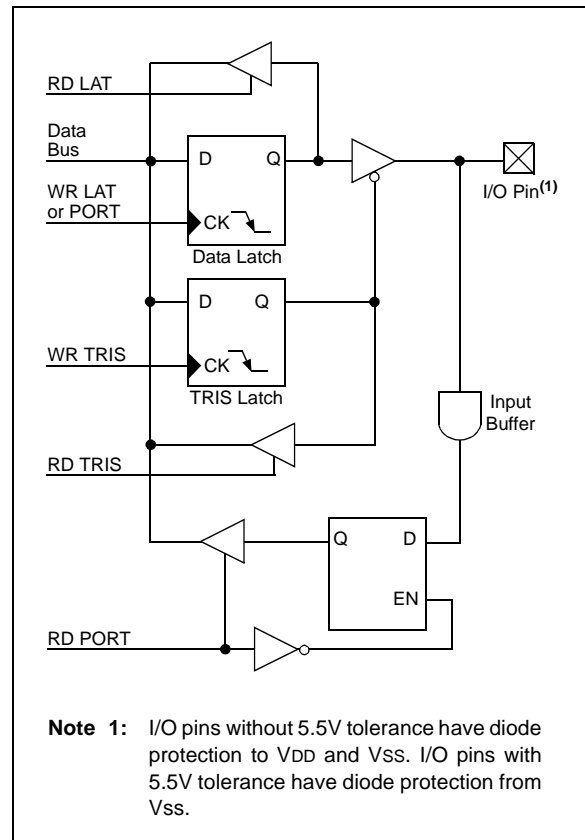 RD LAT
Data
Bus
D Q
I/O Pin(1)
WR LAT
or PORT
CK
Data Latch
D Q
WR TRIS
CK
TRIS Latch
Input
Buffer
RD TRIS
Q D
EN
RD PORT
Note 1: I/O pins without 5.5V tolerance have diode
protection to VDD and VSS. I/O pins with
5.5V tolerance have diode protection from
Vss.